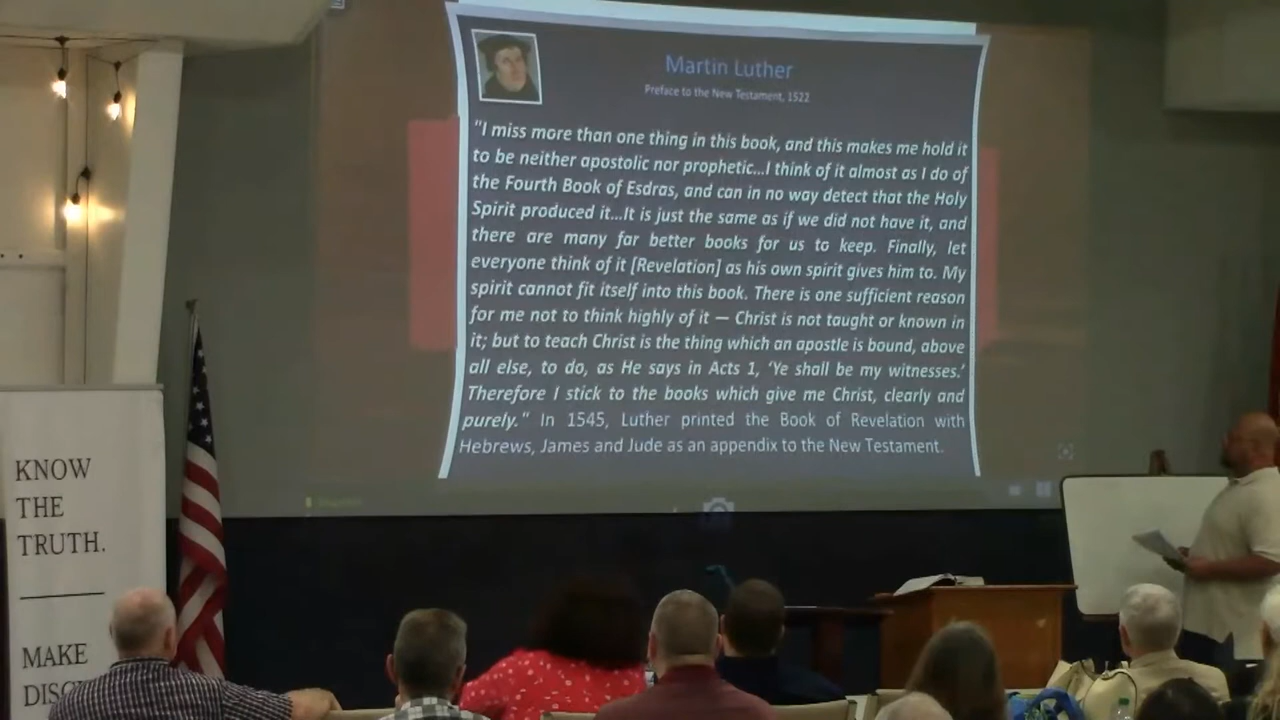 Martin Luther
Preface to the New Testament, 1522
"I miss more than one thing in this book, and this makes me hold it
to be neither apostolic nor prophetic...I think of it almost as I do of
the Fourth Book of Esdras, and can in no way detect that the Holy
Spirit produced it...It is just the same as if we did not have it, and
there are many far better books for us to keep. Finally, let
everyone think of it [Revelation] as his own spirit gives him to. My
spirit cannot fit itself into this book. There is one sufficient reason
for me not to think highly of it — Christ is not taught or known in
it; but to teach Christ is the thing which an apostle is bound, above
all else, to do, as He says in Acts 1, 'Ye shall be my witnesses.'
Therefore I stick to the books which give me Christ, clearly and
purely." In 1545, Luther printed the Book of Revelation with
Hebrews, James and Jude as an appendix to the New Testament.
KNOW
THE
TRUTH.
MAKE